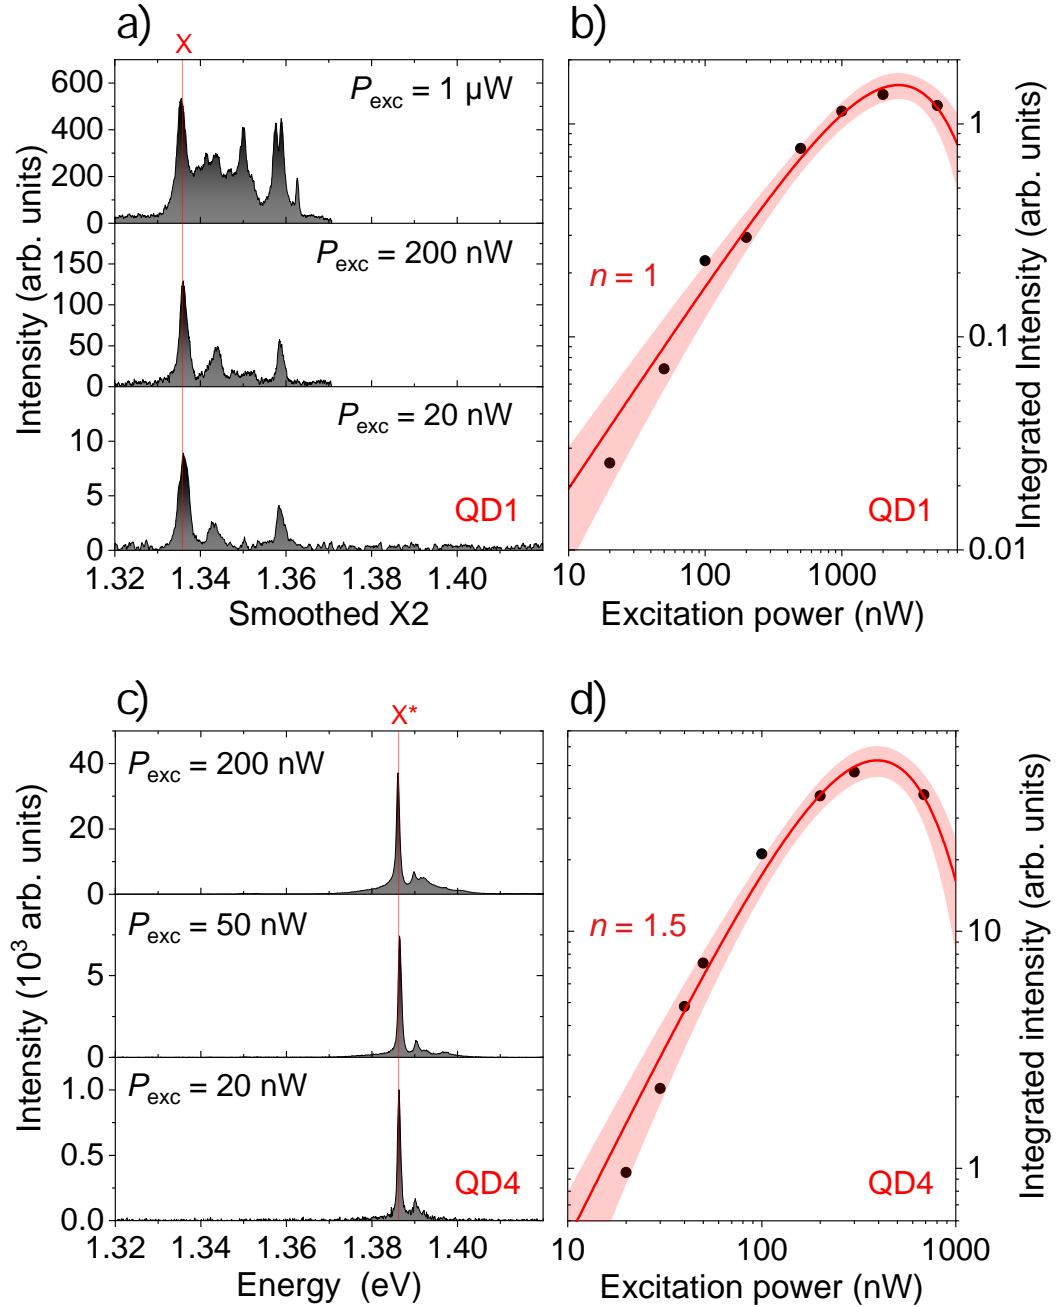 a)
X
P_exc = 1 μW
600
400
200
0
P_exc = 200 nW
150
100
50
0
P_exc = 20 nW
10
5
0
QD1
1.32 1.34 1.36 1.38 1.40
Smoothed X2
Intensity (arb. units)
b)
n = 1
QD1
1
0.1
0.01
10 100 1000
Excitation power (nW)
Integrated Intensity (arb. units)
c)
X*
P_exc = 200 nW
40
20
0
P_exc = 50 nW
5
0
P_exc = 20 nW
1.0
0.5
0.0
QD4
1.32 1.34 1.36 1.38 1.40
Energy (eV)
Intensity (10³ arb. units)
d)
n = 1.5
QD4
10
1
10 100 1000
Excitation power (nW)
Integrated intensity (arb. units)